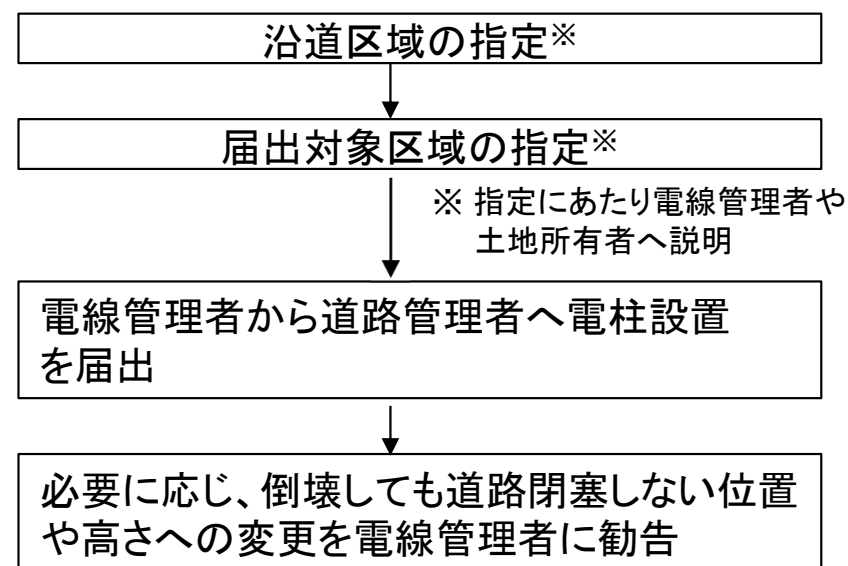 沿道区域の指定※
届出対象区域の指定※
※ 指定にあたり電線管理者や
土地所有者へ説明
電線管理者から道路管理者へ電柱設置
を届出
必要に応じ、倒壊しても道路閉塞しない位置
や高さへの変更を電線管理者に勧告